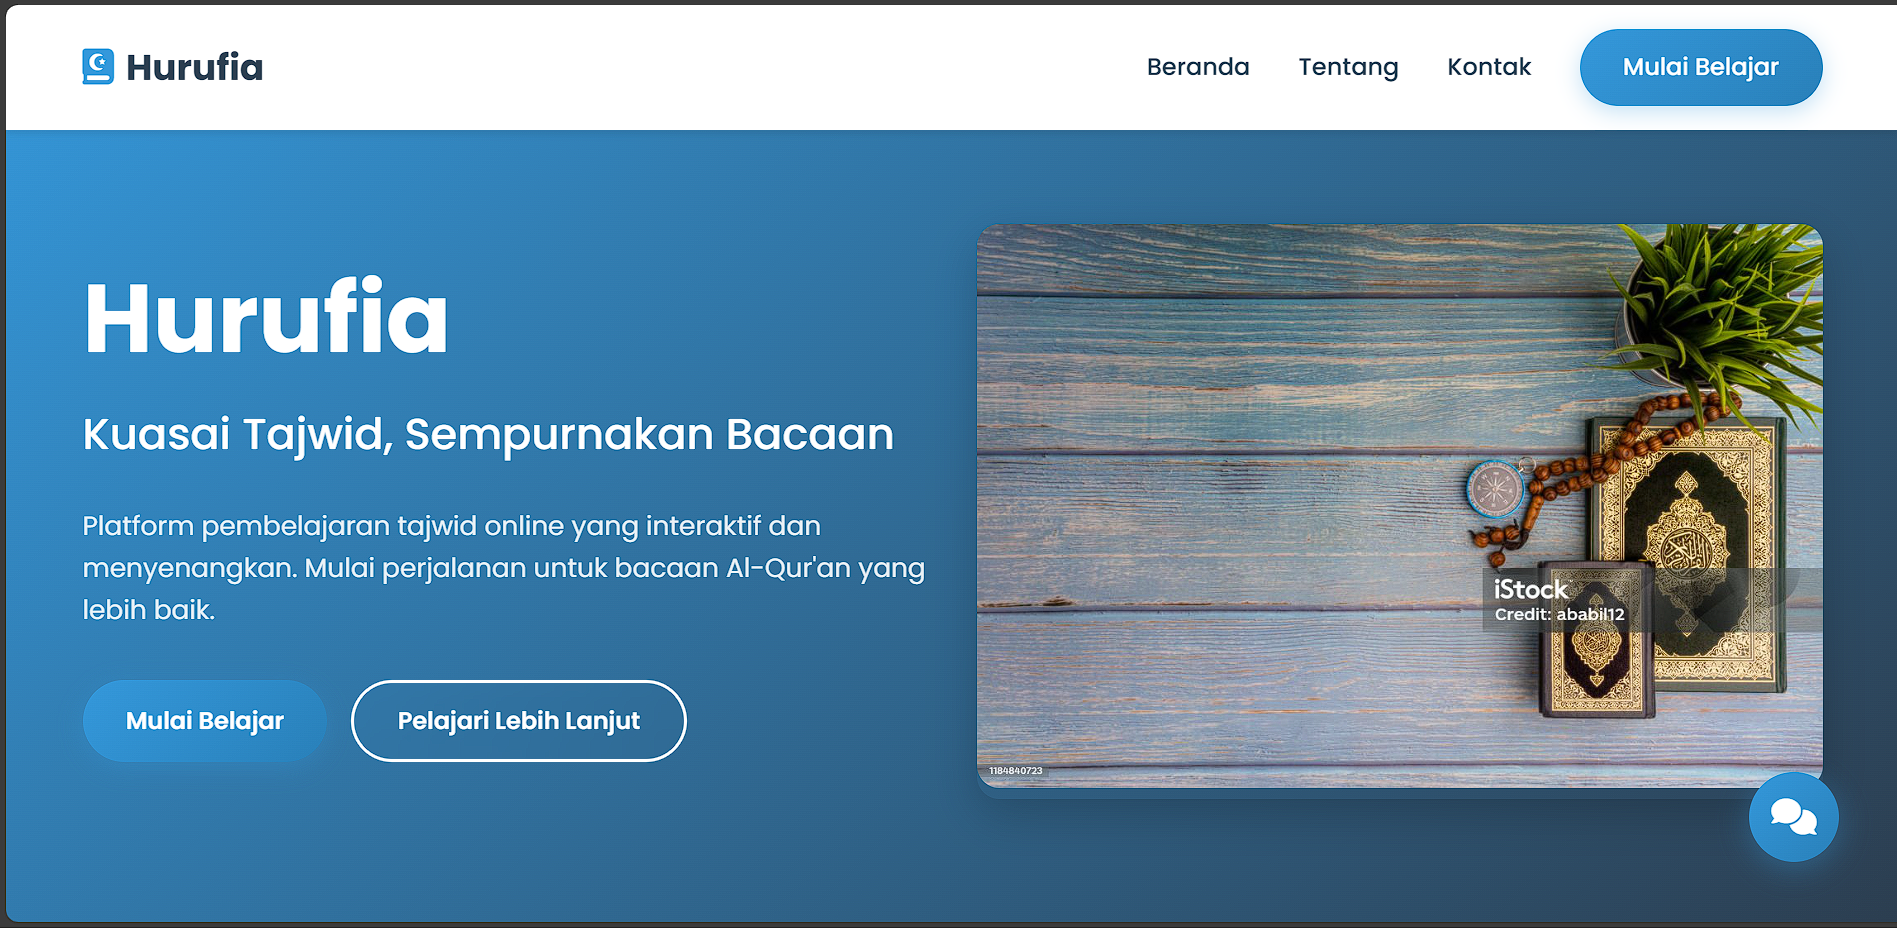 Hurufia
Beranda
Tentang
Kontak
Mulai Belajar
Hurufia
Kuasai Tajwid, Sempurnakan Bacaan
Platform pembelajaran tajwid online yang interaktif dan
menyenangkan. Mulai perjalanan untuk bacaan Al-Qur'an yang
lebih baik.
Mulai Belajar
Pelajari Lebih Lanjut
iStock
Credit: ababil12
1184840723